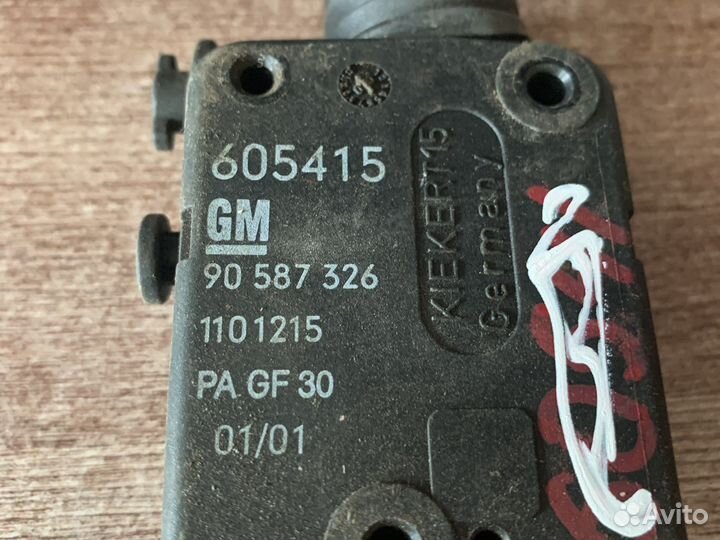 605415
GM
90 587 326
1101215
PA GF 30
01/01
KIEKERT 15
Germany
Avito